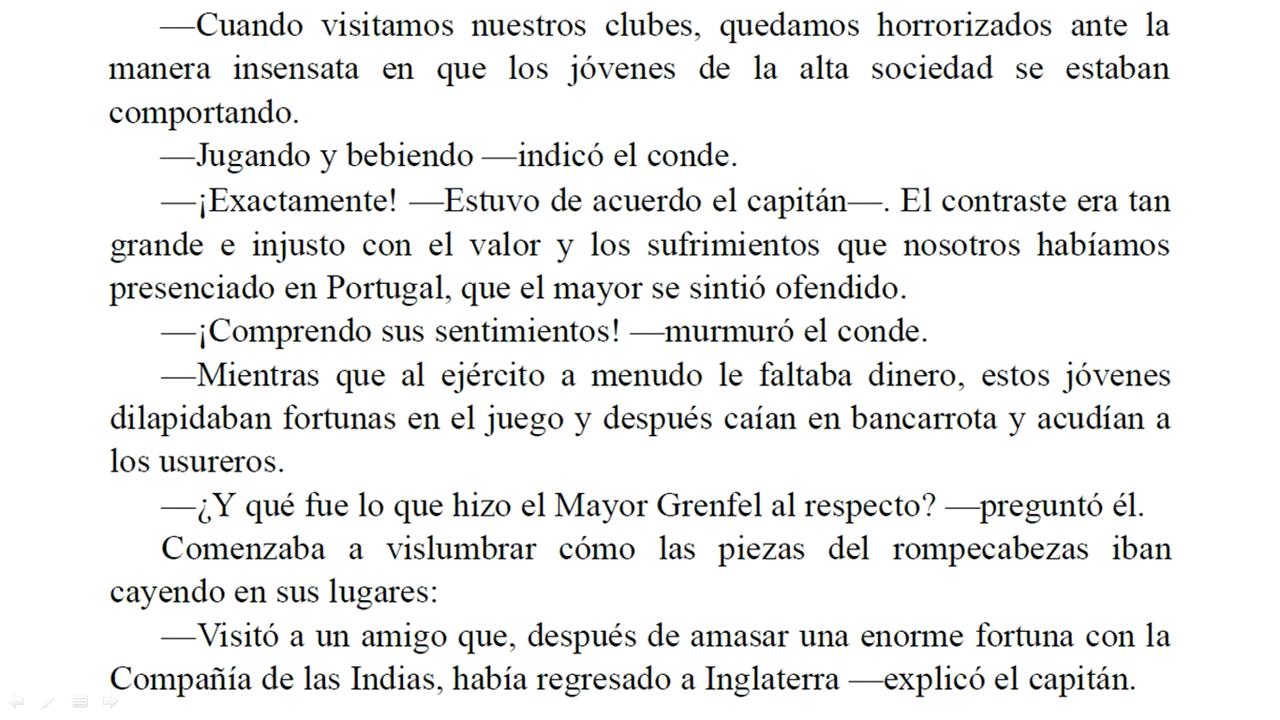 —Cuando visitamos nuestros clubes, quedamos horrorizados ante la
manera insensata en que los jóvenes de la alta sociedad se estaban
comportando.
—Jugando y bebiendo —indicó el conde.
—¡Exactamente! —Estuvo de acuerdo el capitán—. El contraste era tan
grande e injusto con el valor y los sufrimientos que nosotros habíamos
presenciado en Portugal, que el mayor se sintió ofendido.
—¡Comprendo sus sentimientos! —murmuró el conde.
—Mientras que al ejército a menudo le faltaba dinero, estos jóvenes
dilapidaban fortunas en el juego y después caían en bancarrota y acudían a
los usureros.
—¿Y qué fue lo que hizo el Mayor Grenfel al respecto? —preguntó él.
Comenzaba a vislumbrar cómo las piezas del rompecabezas iban
cayendo en sus lugares:
—Visitó a un amigo que, después de amasar una enorme fortuna con la
Compañía de las Indias, había regresado a Inglaterra —explicó el capitán.